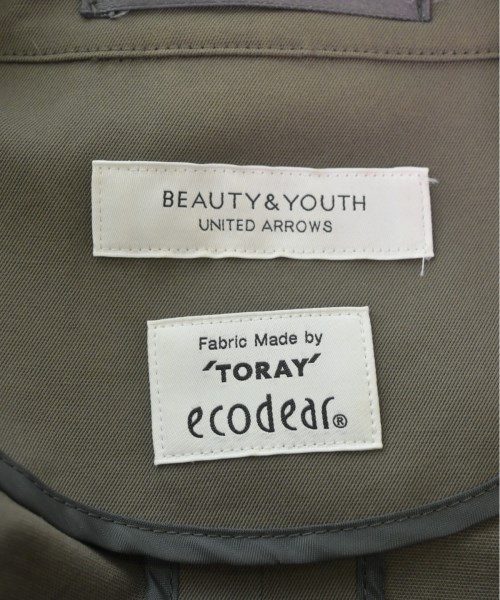 BEAUTY&YOUTH
UNITED ARROWS
Fabric Made by
'TORAY'
ecodear®